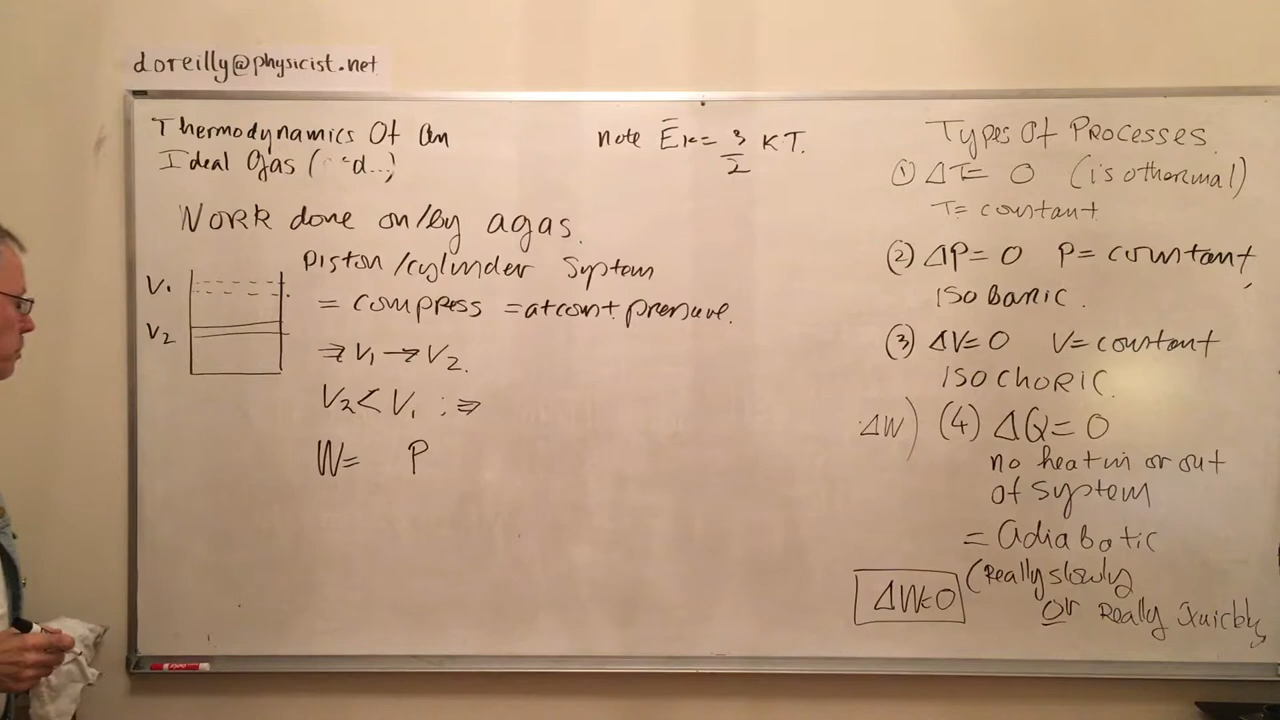 doreilly@physicist.net
Thermodynamics Of an
Ideal Gas (
note Ēk = 3/2 KT.
Work done on/by a gas.
Piston/cylinder System
V1
V2
= compress = at const. pressure.
⇒ V1 → V2.
V2 < V1 ; ⇒
W= P
Types Of Processes.
(1) ΔT= 0 (isothermal)
T= constant
(2) ΔP= 0 P= constant
ISOBaric.
(3) ΔV= 0 V= constant
ISOCHORIC.
ΔW) (4) ΔQ= 0
no heat in or out
of System
= Adiabatic
(Really slowly
or Really Quickly